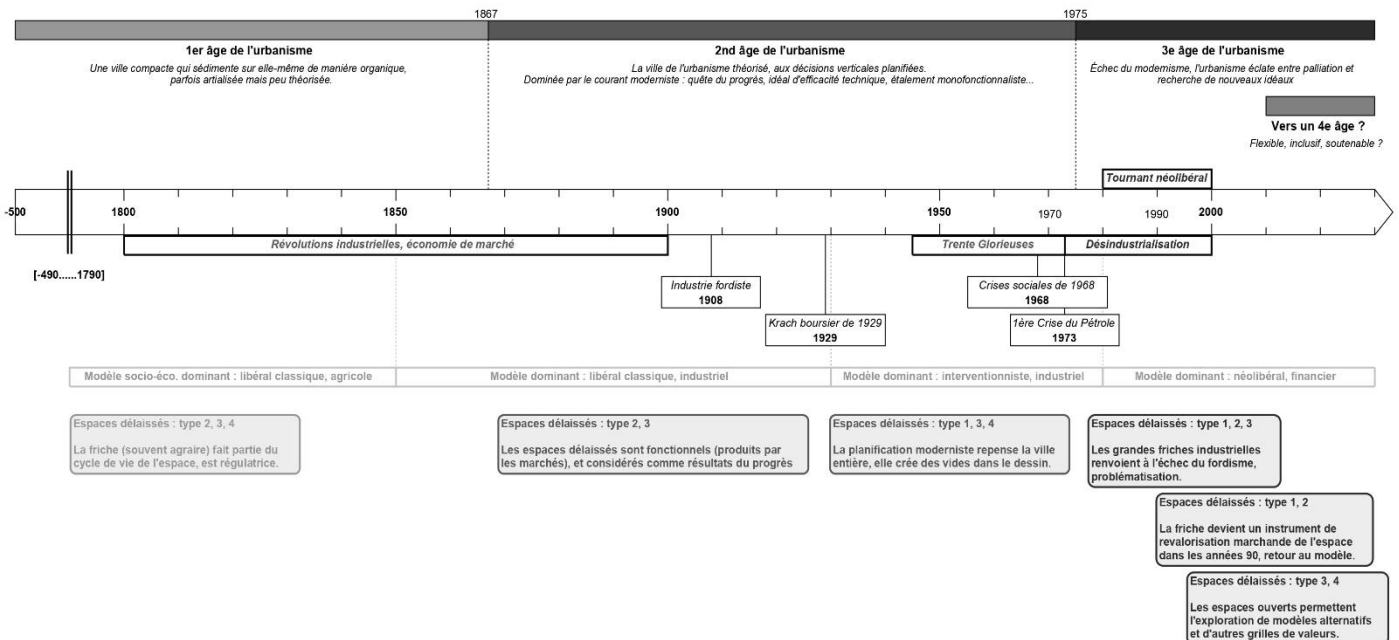 1867
1975
1er âge de l'urbanisme
Une ville compacte qui sédimente sur elle-même de manière organique,
parfois artialisée mais peu théorisée.
2nd âge de l'urbanisme
La ville de l'urbanisme théorisé, aux décisions verticales planifiées.
Dominée par le courant moderniste : quête du progrès, idéal d'efficacité technique, étalement monofonctionnaliste...
3e âge de l'urbanisme
Échec du modernisme, l'urbanisme éclate entre palliation et
recherche de nouveaux idéaux
Vers un 4e âge ?
Flexible, inclusif, soutenable ?
Tournant néolibéral
-500
1800
1850
1900
1950
1970
1990
2000
Révolutions industrielles, économie de marché
Trente Glorieuses
Désindustrialisation
[-490......1790]
Industrie fordiste
1908
Crises sociales de 1968
1968
Krach boursier de 1929
1929
1ère Crise du Pétrole
1973
Modèle socio-éco. dominant : libéral classique, agricole
Modèle dominant : libéral classique, industriel
Modèle dominant : interventionniste, industriel
Modèle dominant : néolibéral, financier
Espaces délaissés : type 2, 3, 4
La friche (souvent agraire) fait partie du
cycle de vie de l'espace, est régulatrice.
Espaces délaissés : type 2, 3
Les espaces délaissés sont fonctionnels (produits par
les marchés), et considérés comme résultats du progrès
Espaces délaissés : type 1, 3, 4
La planification moderniste repense la ville
entière, elle crée des vides dans le dessin.
Espaces délaissés : type 1, 2, 3
Les grandes friches industrielles
renvoient à l'échec du fordisme,
problématisation.
Espaces délaissés : type 1, 2
La friche devient un instrument de
revalorisation marchande de l'espace
dans les années 90, retour au modèle.
Espaces délaissés : type 3, 4
Les espaces ouverts permettent
l'exploration de modèles alternatifs
et d'autres grilles de valeurs.